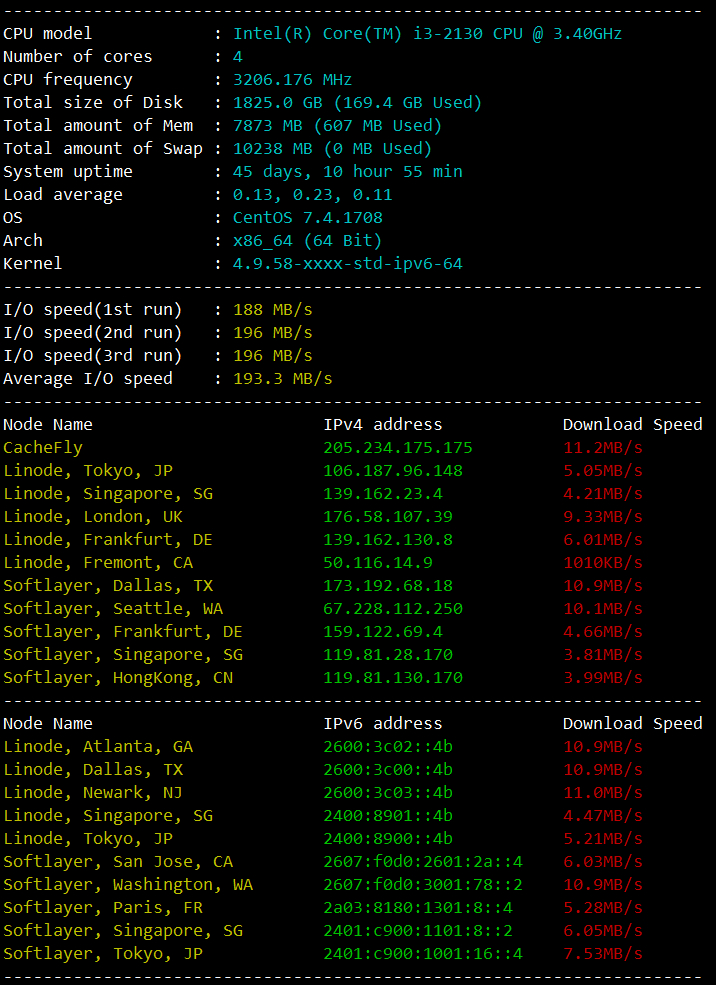 ----------------------------------------------------------------------
CPU model            : Intel(R) Core(TM) i3-2130 CPU @ 3.40GHz
Number of cores      : 4
CPU frequency        : 3206.176 MHz
Total size of Disk   : 1825.0 GB (169.4 GB Used)
Total amount of Mem  : 7873 MB (607 MB Used)
Total amount of Swap : 10238 MB (0 MB Used)
System uptime        : 45 days, 10 hour 55 min
Load average         : 0.13, 0.23, 0.11
OS                   : CentOS 7.4.1708
Arch                 : x86_64 (64 Bit)
Kernel               : 4.9.58-xxxx-std-ipv6-64
----------------------------------------------------------------------
I/O speed(1st run)   : 188 MB/s
I/O speed(2nd run)   : 196 MB/s
I/O speed(3rd run)   : 196 MB/s
Average I/O speed    : 193.3 MB/s
----------------------------------------------------------------------
Node Name                       IPv4 address            Download Speed
CacheFly                        205.234.175.175         11.2MB/s
Linode, Tokyo, JP               106.187.96.148          5.05MB/s
Linode, Singapore, SG           139.162.23.4            4.21MB/s
Linode, London, UK              176.58.107.39           9.33MB/s
Linode, Frankfurt, DE           139.162.130.8           6.01MB/s
Linode, Fremont, CA             50.116.14.9             1010KB/s
Softlayer, Dallas, TX           173.192.68.18           10.9MB/s
Softlayer, Seattle, WA          67.228.112.250          10.1MB/s
Softlayer, Frankfurt, DE        159.122.69.4            4.66MB/s
Softlayer, Singapore, SG        119.81.28.170           3.81MB/s
Softlayer, HongKong, CN         119.81.130.170          3.99MB/s
----------------------------------------------------------------------
Node Name                       IPv6 address            Download Speed
Linode, Atlanta, GA             2600:3c02::4b           10.9MB/s
Linode, Dallas, TX              2600:3c00::4b           10.9MB/s
Linode, Newark, NJ              2600:3c03::4b           11.0MB/s
Linode, Singapore, SG           2400:8901::4b           4.47MB/s
Linode, Tokyo, JP               2400:8900::4b           5.21MB/s
Softlayer, San Jose, CA         2607:f0d0:2601:2a::4    6.03MB/s
Softlayer, Washington, WA       2607:f0d0:3001:78::2    10.9MB/s
Softlayer, Paris, FR            2a03:8180:1301:8::4     5.28MB/s
Softlayer, Singapore, SG        2401:c900:1101:8::2     6.05MB/s
Softlayer, Tokyo, JP            2401:c900:1001:16::4    7.53MB/s
----------------------------------------------------------------------